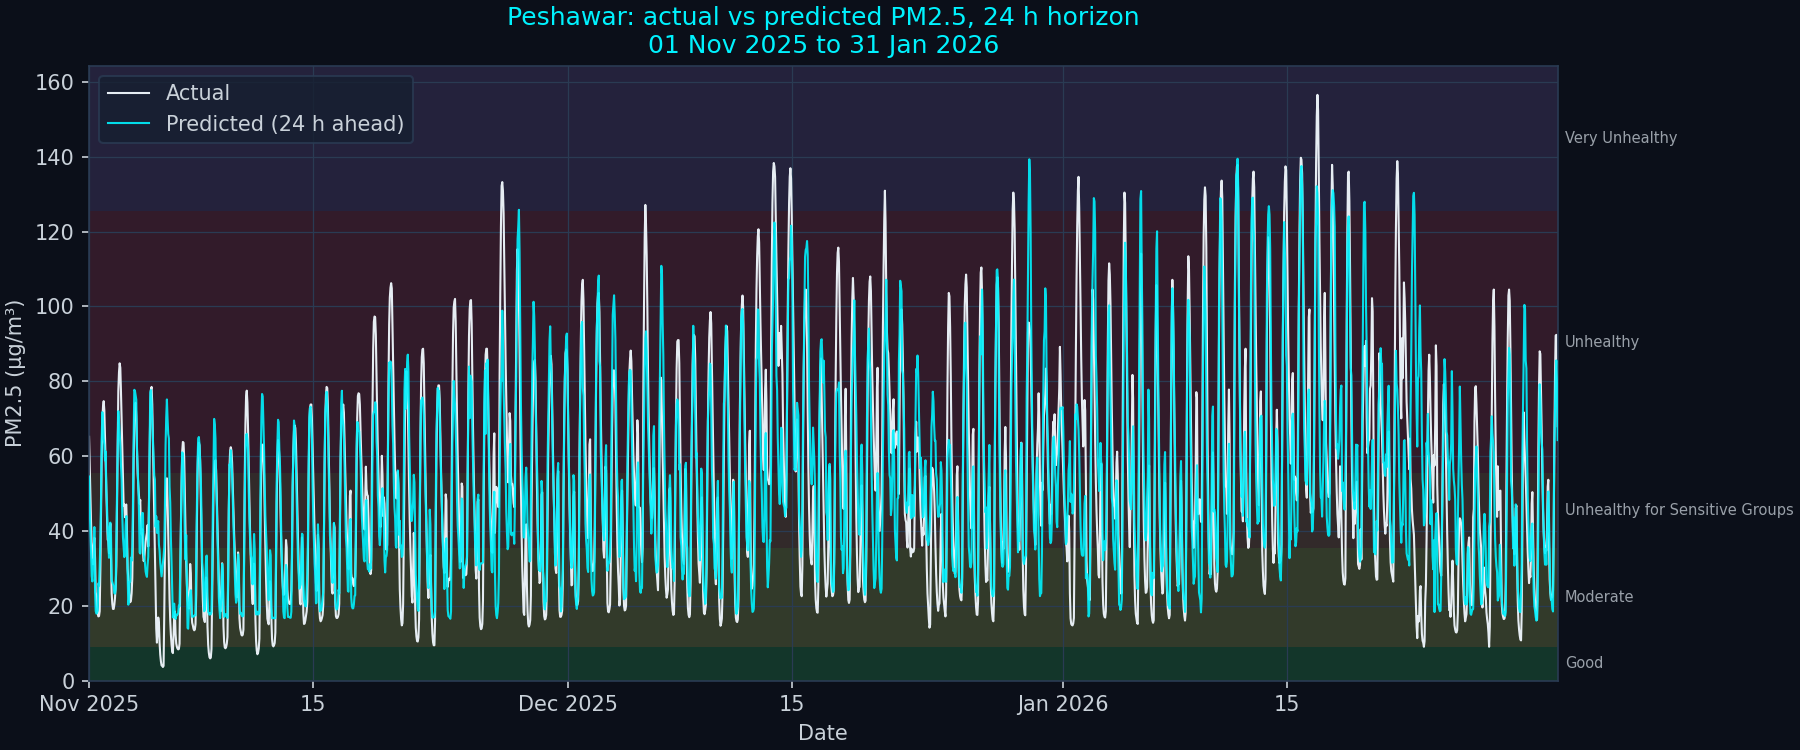 Peshawar: actual vs predicted PM2.5, 24 h horizon
01 Nov 2025 to 31 Jan 2026
Actual
Predicted (24 h ahead)
PM2.5 (µg/m³)
160
140
120
100
80
60
40
20
0
Very Unhealthy
Unhealthy
Unhealthy for Sensitive Groups
Moderate
Good
Nov 2025
15
Dec 2025
15
Jan 2026
15
Date